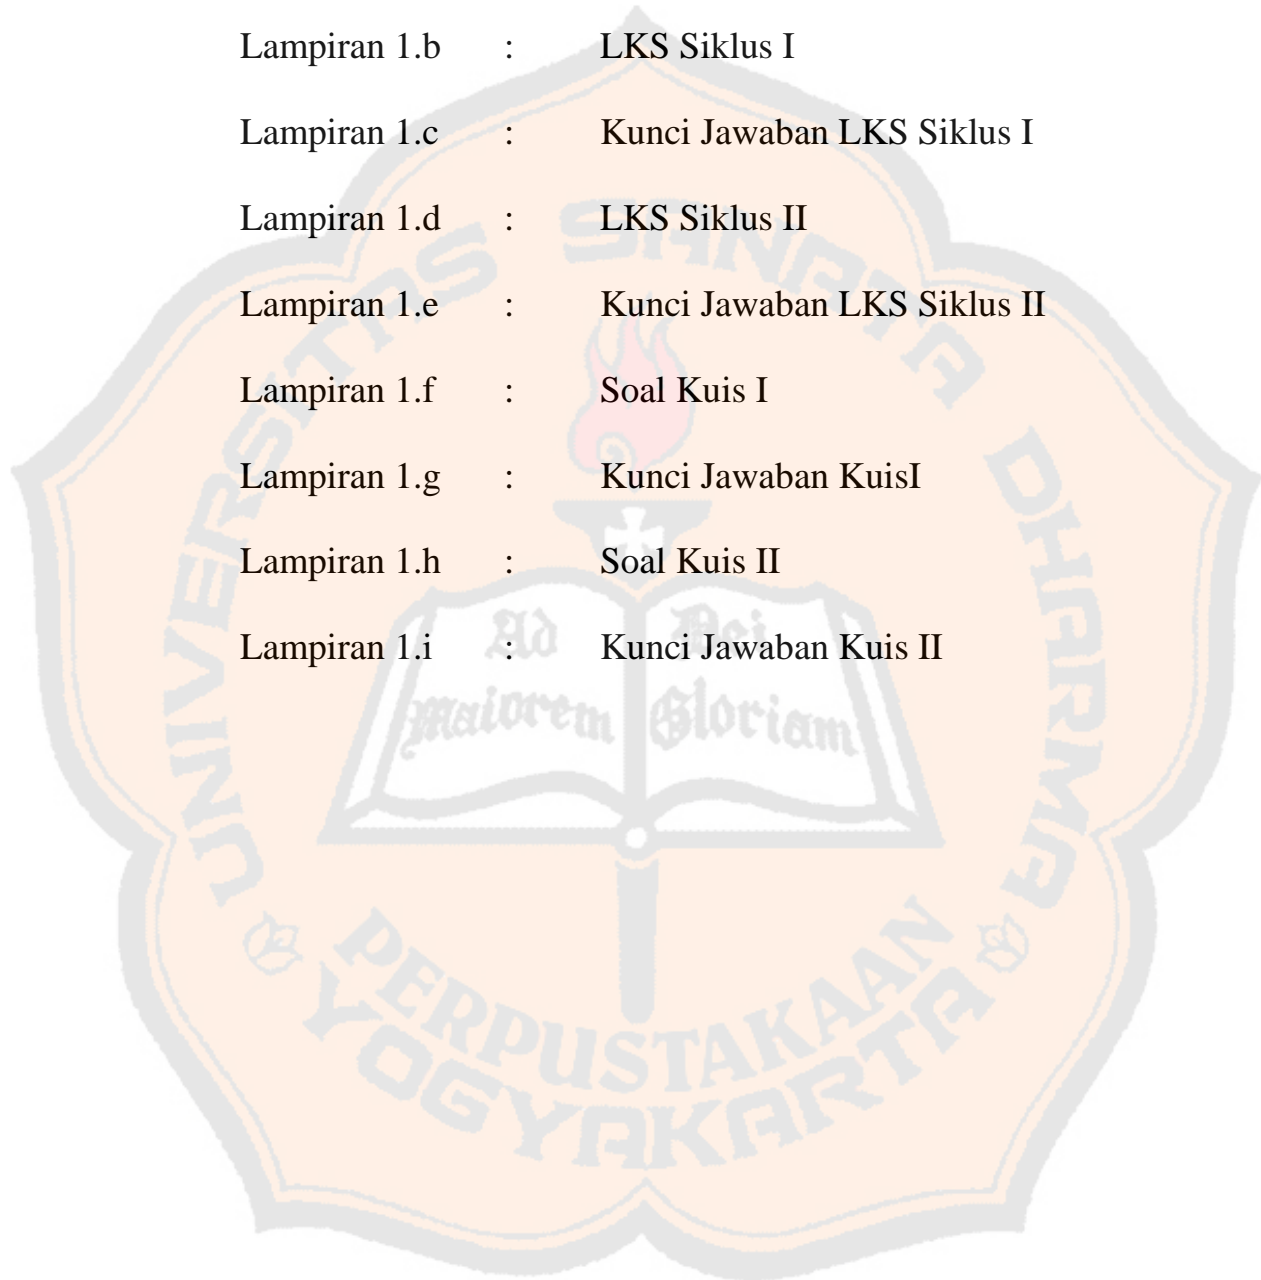 Lampiran 1.b : LKS Siklus I
Lampiran 1.c : Kunci Jawaban LKS Siklus I
Lampiran 1.d : LKS Siklus II
Lampiran 1.e : Kunci Jawaban LKS Siklus II
Lampiran 1.f : Soal Kuis I
Lampiran 1.g : Kunci Jawaban KuisI
Lampiran 1.h : Soal Kuis II
Lampiran 1.i : Kunci Jawaban Kuis II
UNIVERSITAS SANATA DHARMA
Ad Dei
Maiorem Gloriam
PERPUSTAKAAN
YOGYAKARTA